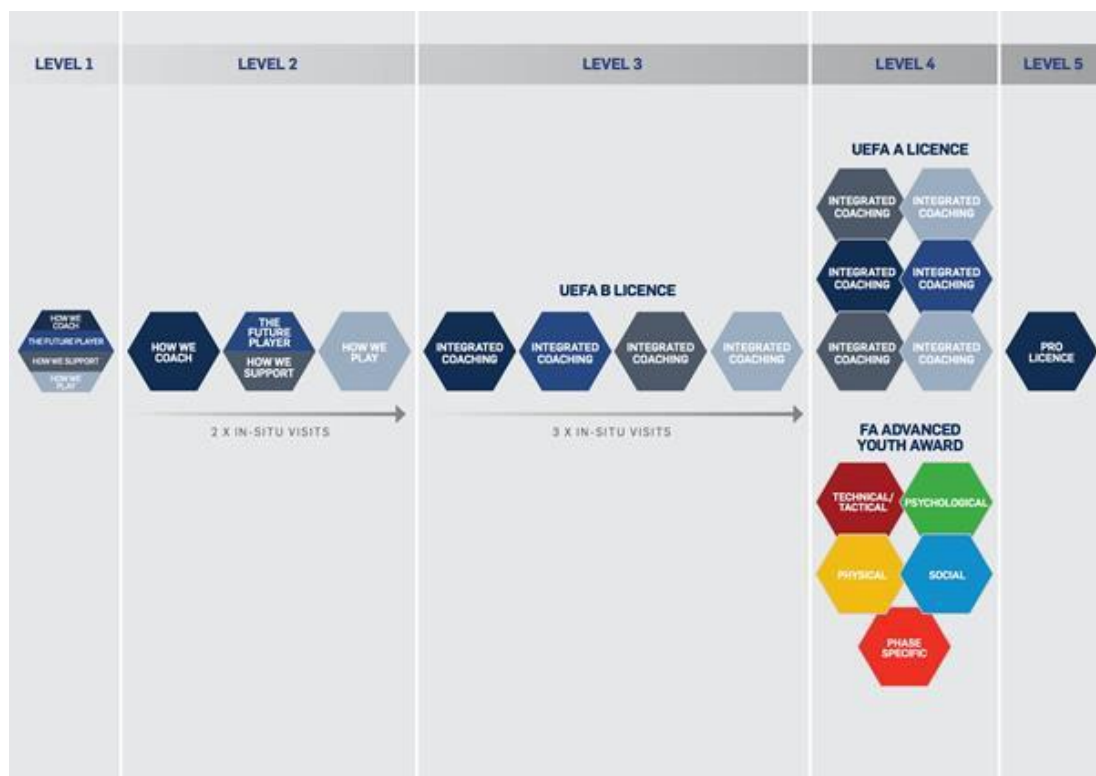 LEVEL 1
LEVEL 2
LEVEL 3
LEVEL 4
LEVEL 5
HOW WE
COACH
THE FUTURE PLAYER
HOW WE SUPPORT
HOW WE
PLAY
HOW WE
COACH
THE
FUTURE
PLAYER
HOW WE
SUPPORT
HOW WE
PLAY
2 X IN-SITU VISITS
UEFA B LICENCE
INTEGRATED
COACHING
INTEGRATED
COACHING
INTEGRATED
COACHING
INTEGRATED
COACHING
3 X IN-SITU VISITS
UEFA A LICENCE
INTEGRATED
COACHING
INTEGRATED
COACHING
INTEGRATED
COACHING
INTEGRATED
COACHING
INTEGRATED
COACHING
INTEGRATED
COACHING
FA ADVANCED
YOUTH AWARD
TECHNICAL/
TACTICAL
PSYCHOLOGICAL
PHYSICAL
SOCIAL
PHASE
SPECIFIC
PRO
LICENCE